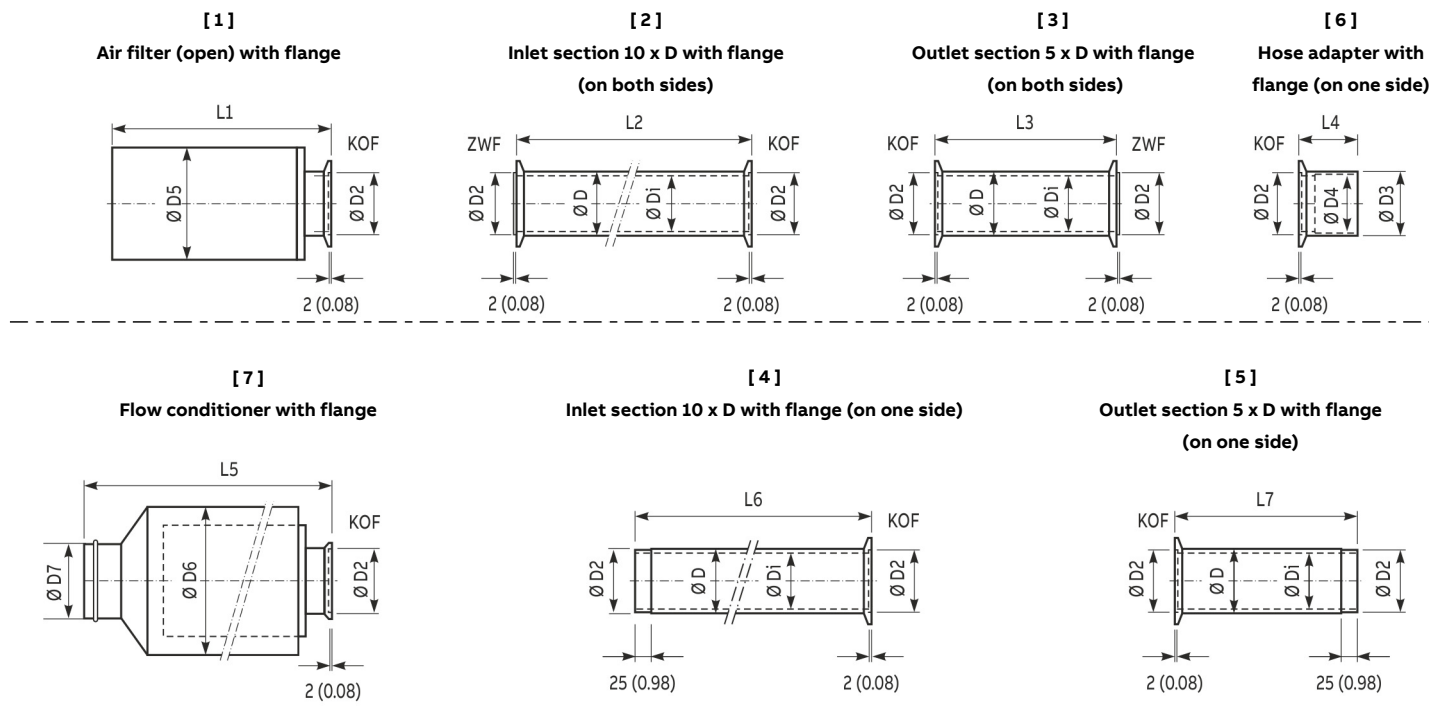 [ 1 ]
Air filter (open) with flange
L1
KOF
Ø D5
Ø D2
2 (0.08)
[ 2 ]
Inlet section 10 x D with flange
(on both sides)
L2
ZWF
KOF
Ø D2
Ø D
Ø Di
Ø D2
2 (0.08)
2 (0.08)
[ 3 ]
Outlet section 5 x D with flange
(on both sides)
L3
KOF
ZWF
Ø D2
Ø D
Ø Di
Ø D2
2 (0.08)
2 (0.08)
[ 6 ]
Hose adapter with
flange (on one side)
L4
KOF
Ø D2
Ø D4
Ø D3
2 (0.08)
[ 7 ]
Flow conditioner with flange
L5
KOF
Ø D7
Ø D6
Ø D2
2 (0.08)
[ 4 ]
Inlet section 10 x D with flange (on one side)
L6
KOF
Ø D2
Ø D
Ø Di
Ø D2
25 (0.98)
2 (0.08)
[ 5 ]
Outlet section 5 x D with flange
(on one side)
L7
KOF
Ø D2
Ø D
Ø Di
Ø D2
2 (0.08)
25 (0.98)